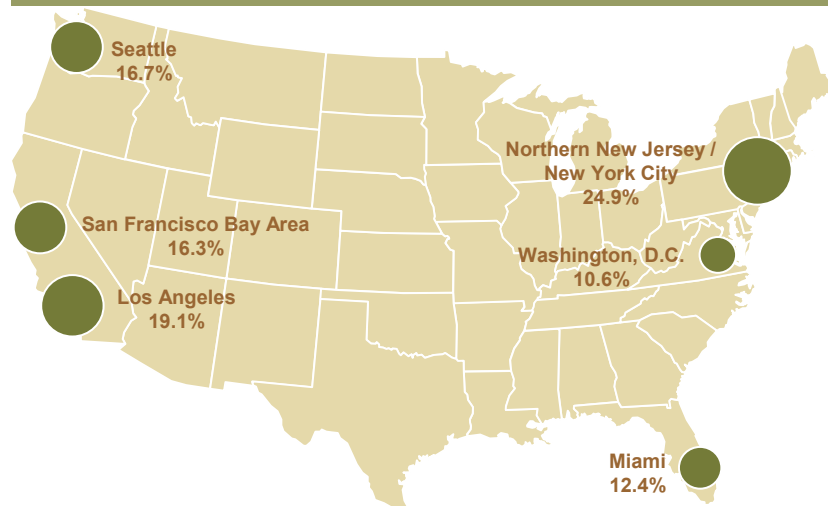 Seattle
16.7%
Northern New Jersey /
New York City
24.9%
San Francisco Bay Area
16.3%
Washington, D.C.
10.6%
Los Angeles
19.1%
Miami
12.4%